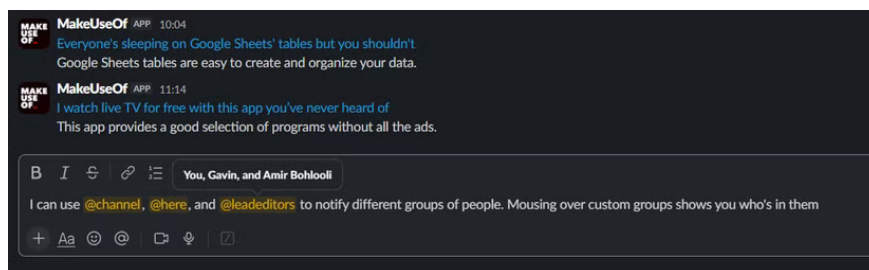 MAKE USE OF_ MakeUseOf APP 10:04
Everyone's sleeping on Google Sheets' tables but you shouldn't
Google Sheets tables are easy to create and organize your data.
MAKE USE OF_ MakeUseOf APP 11:14
I watch live TV for free with this app you've never heard of
This app provides a good selection of programs without all the ads.
B I S You, Gavin, and Amir Bohlooli
I can use @channel, @here, and @leadeditors to notify different groups of people. Mousing over custom groups shows you who's in them
+ Aa @